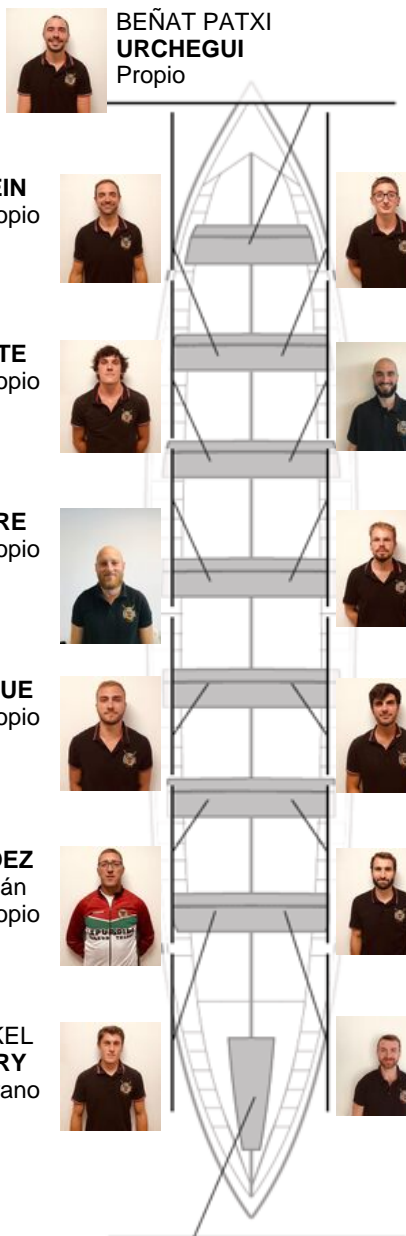 BEÑAT PATXI
URCHEGUI
Propio
EIN
opio
TE
opio
RE
opio
UE
opio
DEZ
án
opio
KEL
RY
ano